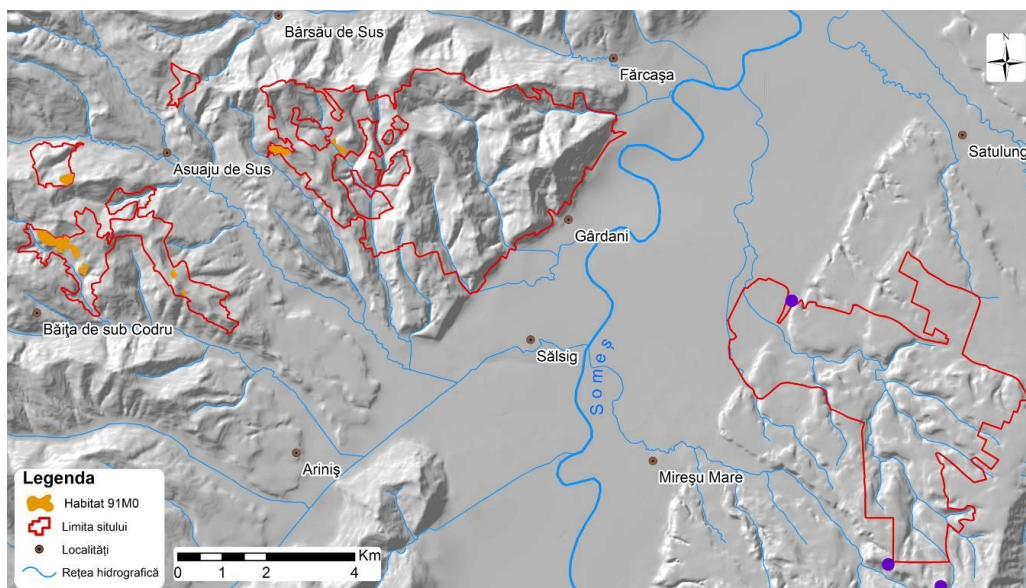 Bârsău de Sus
Fărcaşa
N
Satulung
Asuaju de Sus
Gârdani
Băiţa de sub Codru
Sălsig
Someş
Ariniş
Mireşu Mare
Legenda
Habitat 91M0
Limita sitului
Localităţi
Reţea hidrografică
Km
0 1 2 4